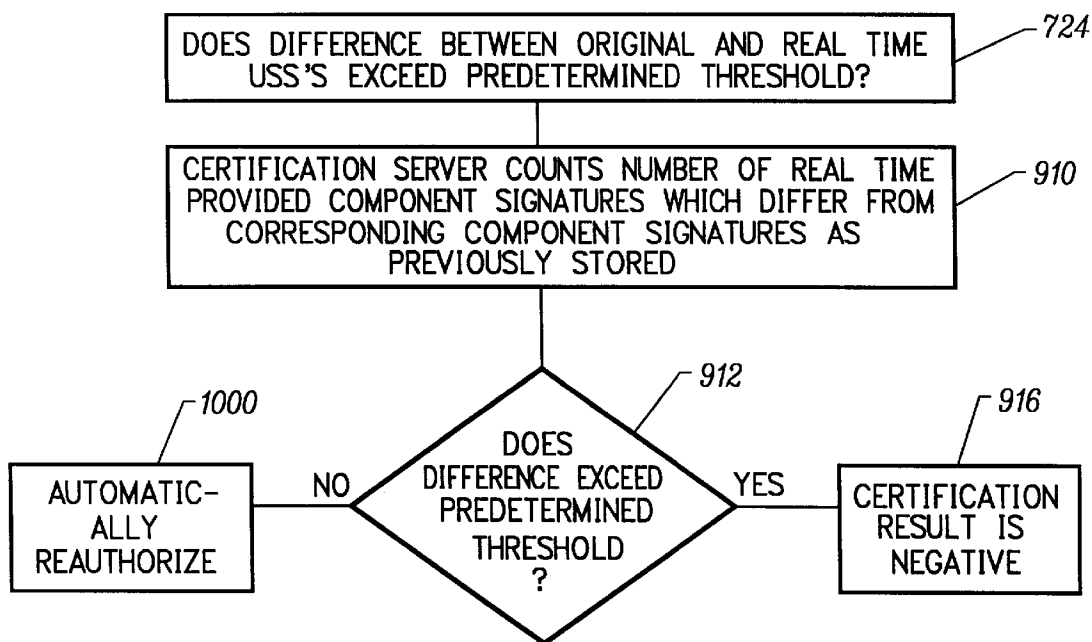 DOES DIFFERENCE BETWEEN ORIGINAL AND REAL TIME
USS'S EXCEED PREDETERMINED THRESHOLD?
724
CERTIFICATION SERVER COUNTS NUMBER OF REAL TIME
PROVIDED COMPONENT SIGNATURES WHICH DIFFER FROM
CORRESPONDING COMPONENT SIGNATURES AS
PREVIOUSLY STORED
910
912
DOES
DIFFERENCE EXCEED
PREDETERMINED
THRESHOLD
?
NO
YES
1000
AUTOMATIC-
ALLY
REAUTHORIZE
916
CERTIFICATION
RESULT IS
NEGATIVE